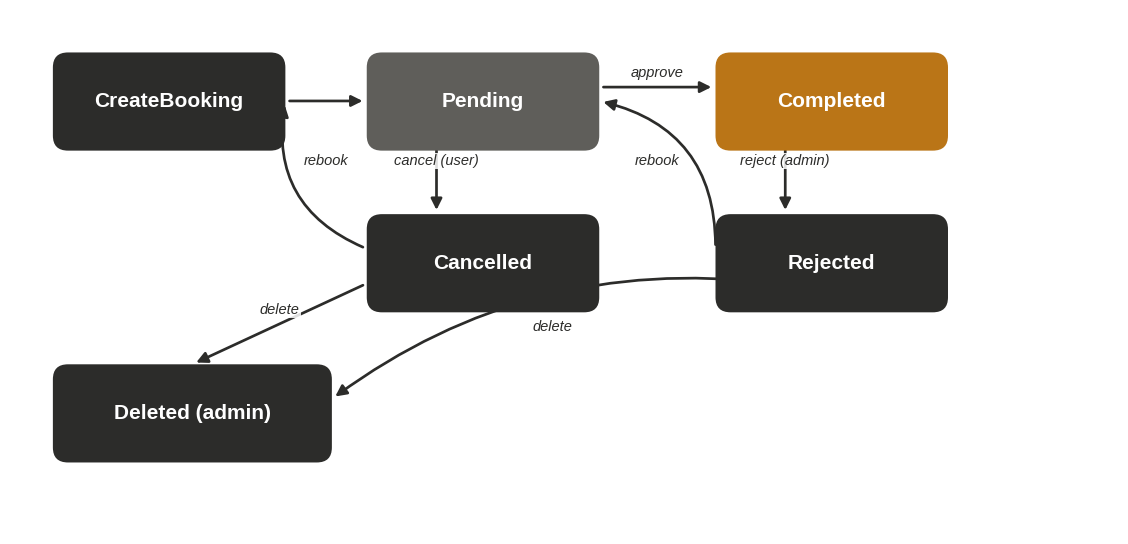 CreateBooking
Pending
approve
Completed
rebook
cancel (user)
rebook
reject (admin)
Cancelled
Rejected
delete
delete
Deleted (admin)